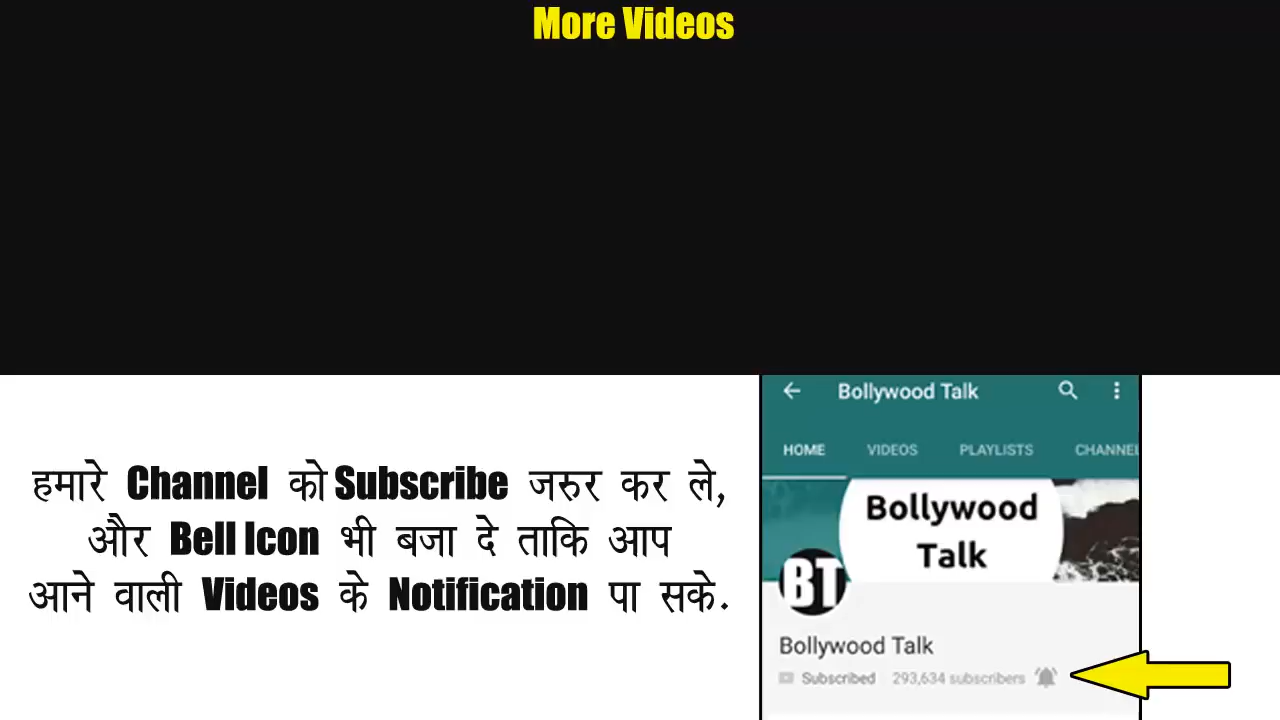 More Videos
हमारे Channel को Subscribe जरुर कर ले,
और Bell Icon भी बजा दे ताकि आप
आने वाली Videos के Notification पा सके.
Bollywood Talk
HOME VIDEOS PLAYLISTS CHANNEL
Bollywood
Talk
BT
Bollywood Talk
Subscribed 293,634 subscribers